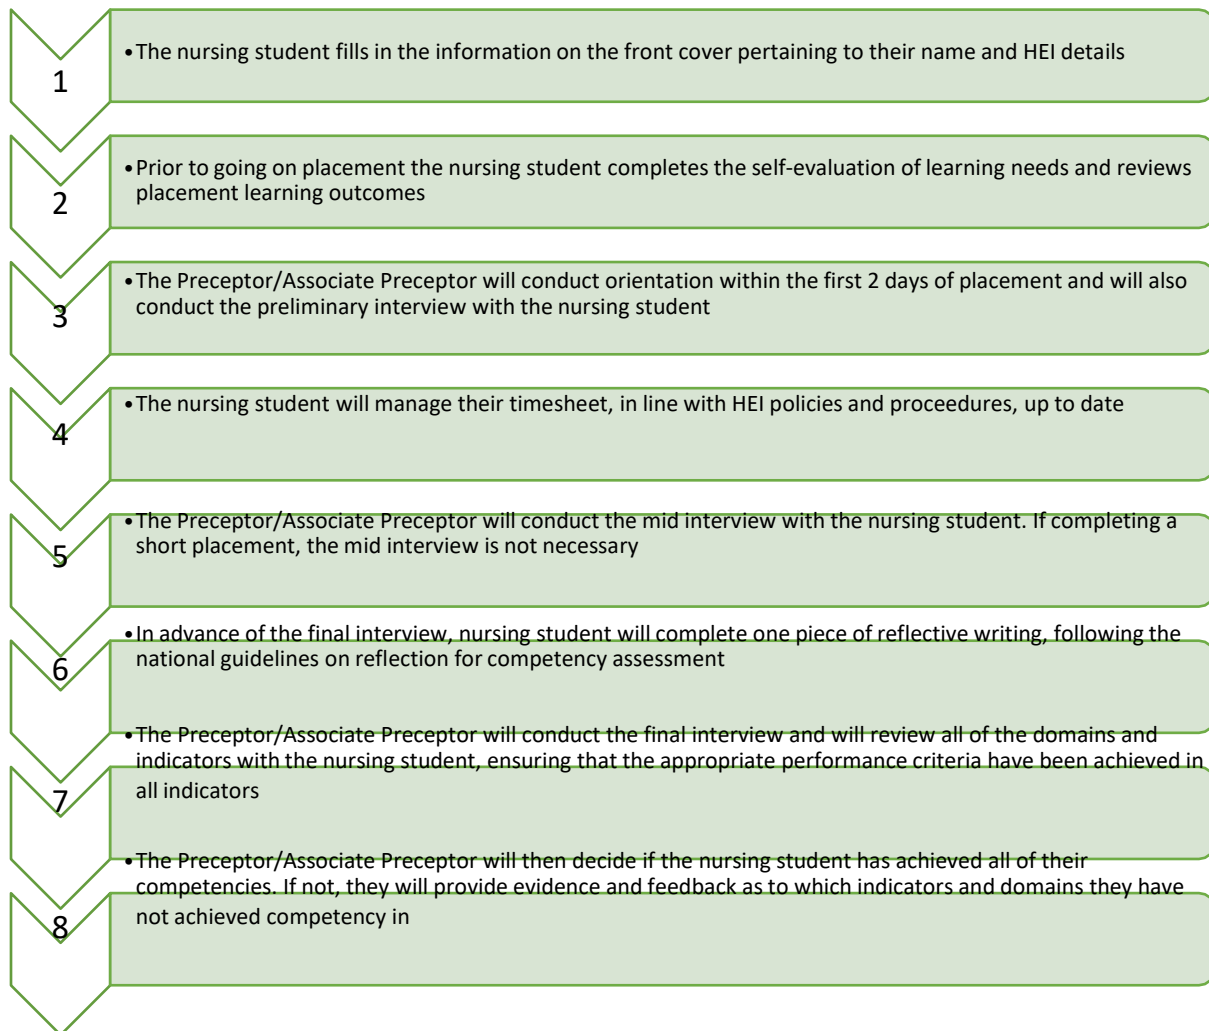 1
•The nursing student fills in the information on the front cover pertaining to their name and HEI details
2
•Prior to going on placement the nursing student completes the self-evaluation of learning needs and reviews
placement learning outcomes
3
•The Preceptor/Associate Preceptor will conduct orientation within the first 2 days of placement and will also
conduct the preliminary interview with the nursing student
4
•The nursing student will manage their timesheet, in line with HEI policies and proceedures, up to date
5
•The Preceptor/Associate Preceptor will conduct the mid interview with the nursing student. If completing a
short placement, the mid interview is not necessary
6
•In advance of the final interview, nursing student will complete one piece of reflective writing, following the
national guidelines on reflection for competency assessment
7
•The Preceptor/Associate Preceptor will conduct the final interview and will review all of the domains and
indicators with the nursing student, ensuring that the appropriate performance criteria have been achieved in
all indicators
8
•The Preceptor/Associate Preceptor will then decide if the nursing student has achieved all of their
competencies. If not, they will provide evidence and feedback as to which indicators and domains they have
not achieved competency in